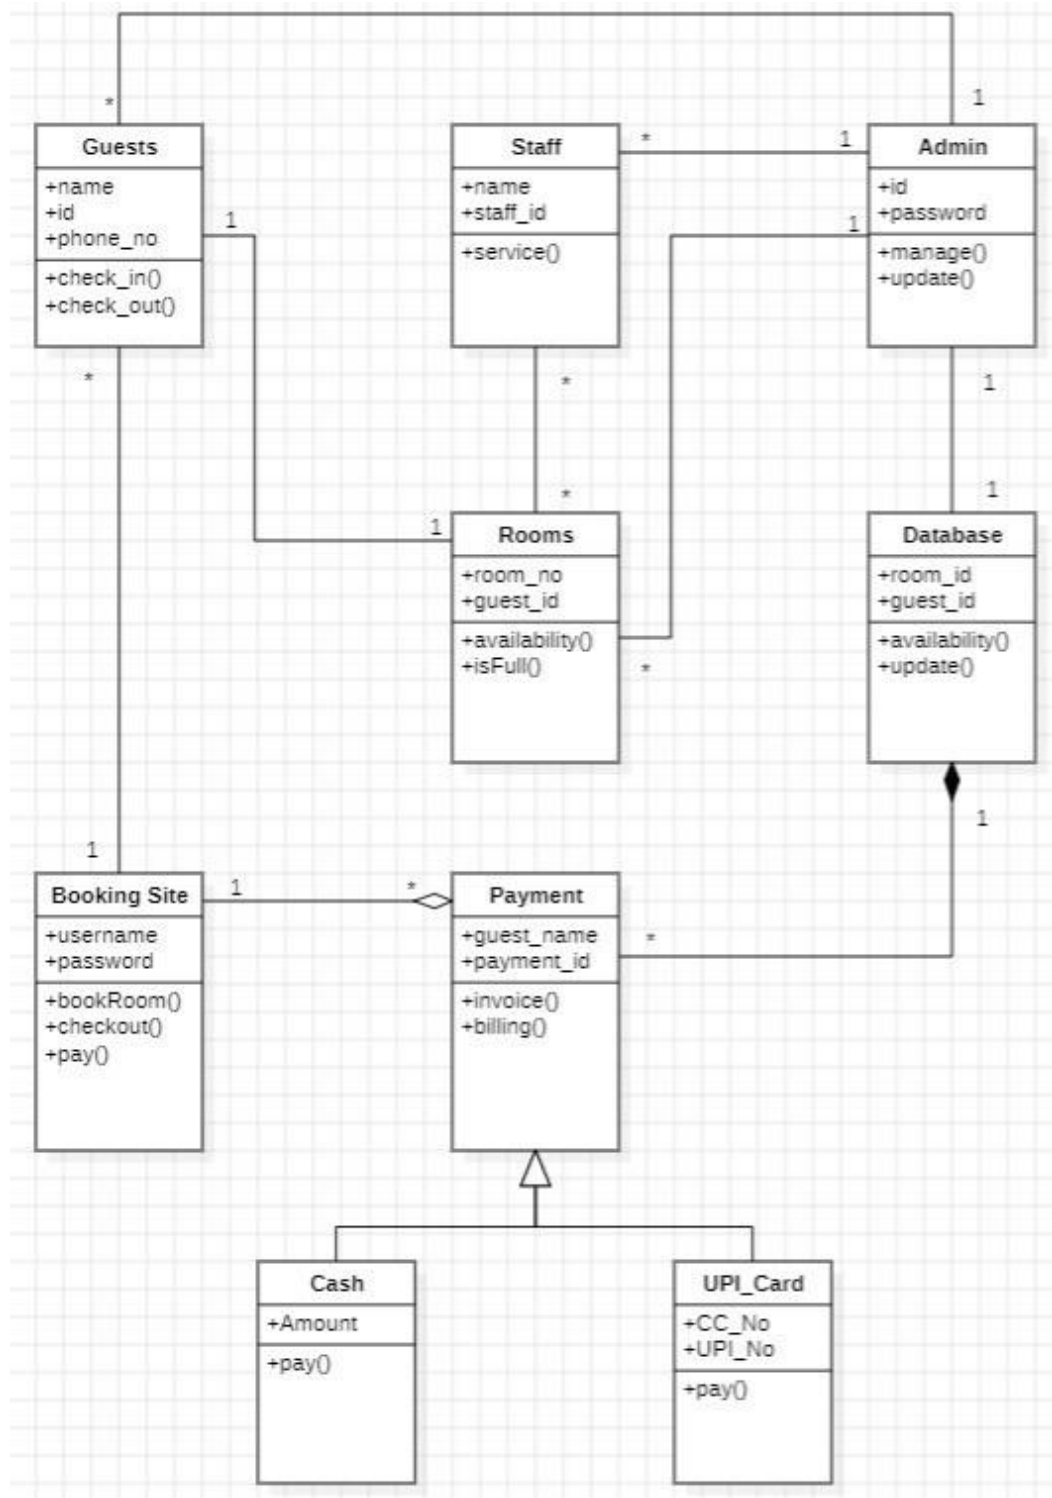 *
1
Guests
+name
+id
+phone_no
+check_in()
+check_out()
1
*
Staff
+name
+staff_id
+service()
*
1
*
Admin
+id
+password
+manage()
+update()
1
1
1
Rooms
+room_no
+guest_id
+availability()
+isFull()
1
*
*
Database
+room_id
+guest_id
+availability()
+update()
1
1
Booking Site
+username
+password
+bookRoom()
+checkout()
+pay()
1
*
Payment
+guest_name
+payment_id
+invoice()
+billing()
*
Cash
+Amount
+pay()
UPI_Card
+CC_No
+UPI_No
+pay()